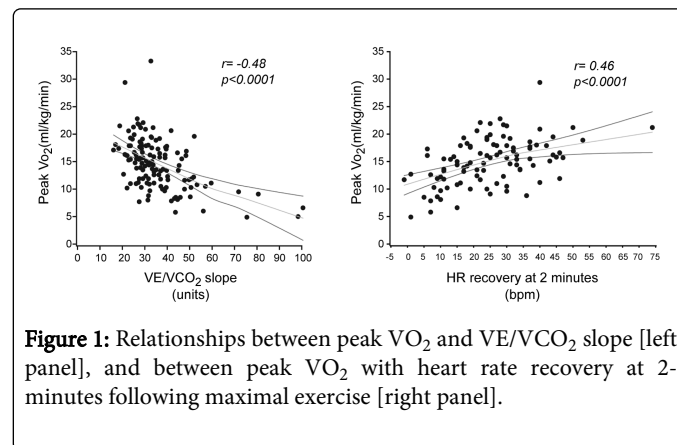 35
30
25
20
15
10
5
0
Peak Vo₂(ml/kg/min)
r= -0.48
p<0.0001
0 10 20 30 40 50 60 70 80 90 100
VE/VCO₂ slope
(units)
35
30
25
20
15
10
5
0
Peak Vo₂(ml/kg/min)
r= 0.46
p<0.0001
-5 0 5 10 15 20 25 30 35 40 45 50 55 60 65 70 75
HR recovery at 2 minutes
(bpm)
Figure 1: Relationships between peak VO₂ and VE/VCO₂ slope [left
panel], and between peak VO₂ with heart rate recovery at 2-
minutes following maximal exercise [right panel].